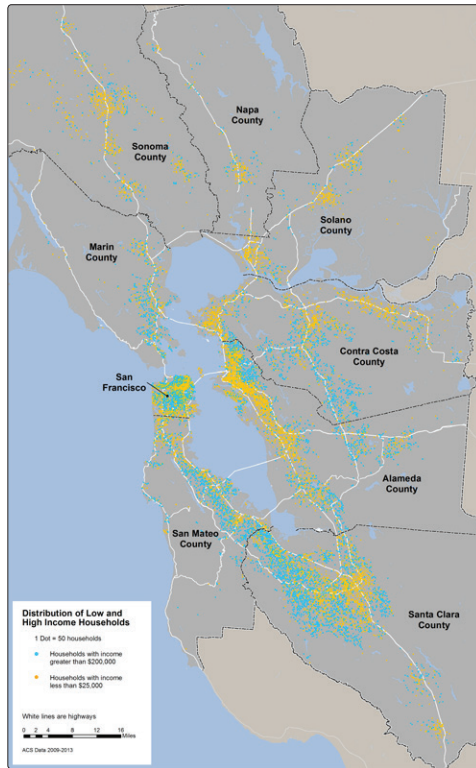 Napa
County
Sonoma
County
Solano
County
Marin
County
Contra Costa
County
San
Francisco
Alameda
County
San Mateo
County
Santa Clara
County
Distribution of Low and
High Income Households
1 Dot = 50 households
Households with income
greater than $200,000
Households with income
less than $25,000
White lines are highways
0 2 4 8 12 16
Miles
ACS Data 2009-2013